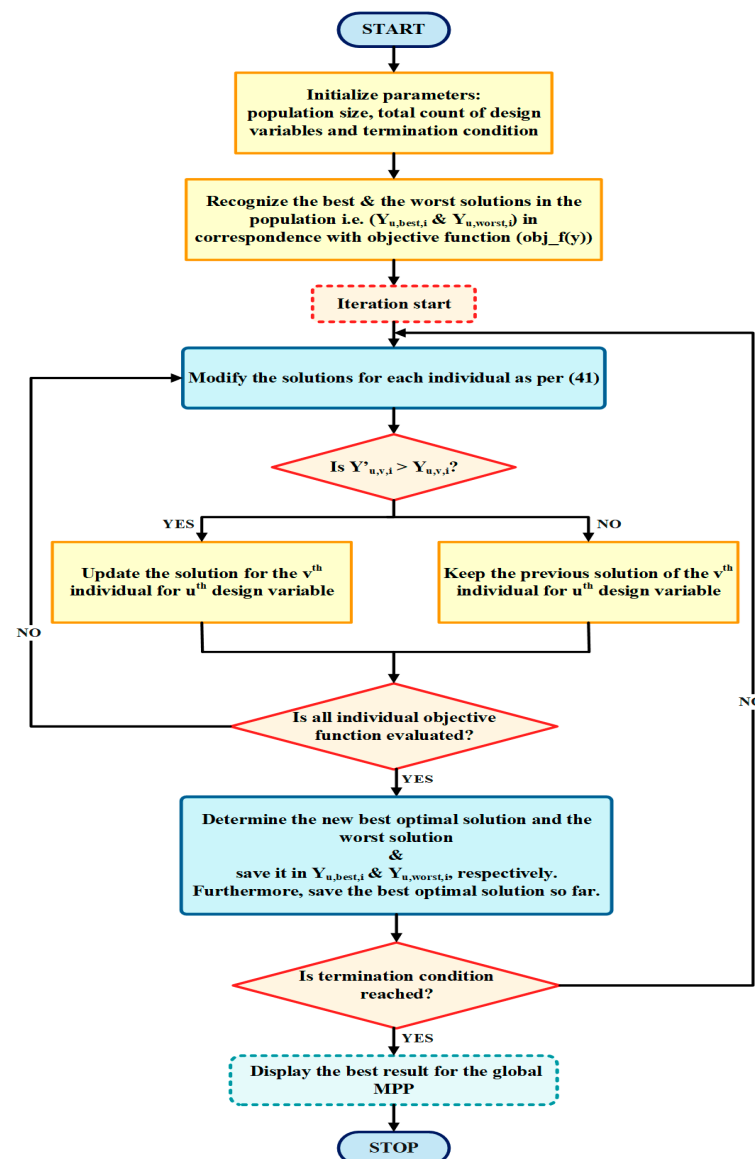 START
Initialize parameters:
population size, total count of design
variables and termination condition
Recognize the best & the worst solutions in the
population i.e. (Yu,best,i & Yu,worst,i) in
correspondence with objective function (obj_f(y))
Iteration start
Modify the solutions for each individual as per (41)
Is Y’u,v,i > Yu,v,i?
YES
NO
Update the solution for the vth
individual for uth design variable
Keep the previous solution of the vth
individual for uth design variable
NO
Is all individual objective
function evaluated?
YES
NO
Determine the new best optimal solution and the
worst solution
&
save it in Yu,best,i & Yu,worst,i, respectively.
Furthermore, save the best optimal solution so far.
Is termination condition
reached?
YES
Display the best result for the global
MPP
STOP